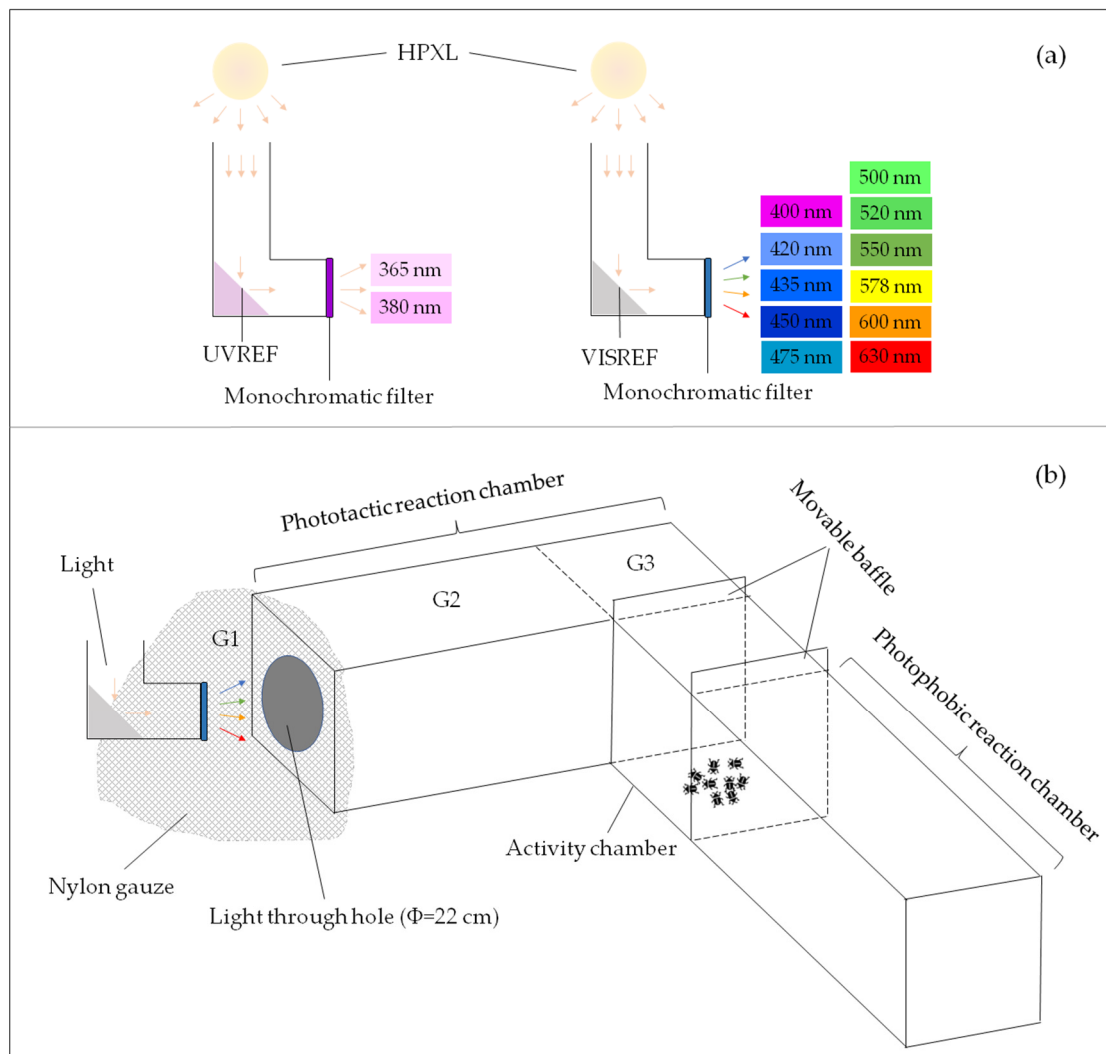 HPXL
(a)
500 nm
400 nm
520 nm
420 nm
550 nm
365 nm
435 nm
578 nm
380 nm
450 nm
600 nm
UVREF
VISREF
475 nm
630 nm
Monochromatic filter
Monochromatic filter
(b)
Phototactic reaction chamber
Movable baffle
Light
G3
G2
G1
Photophobic reaction chamber
Activity chamber
Nylon gauze
Light through hole (Φ=22 cm)